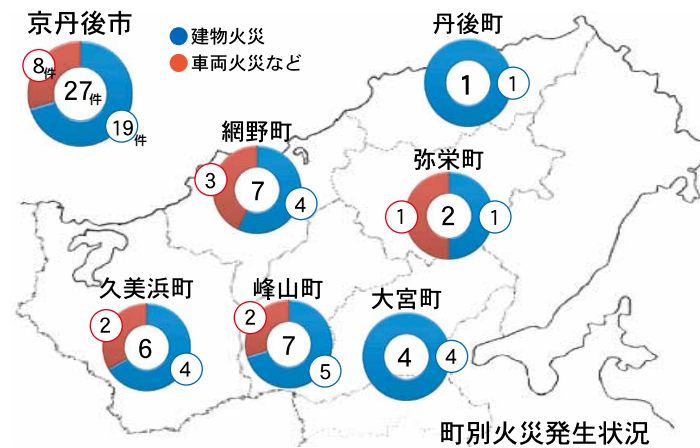 京丹後市
8件
27件
19件
建物火災
車両火災など
丹後町
1
1
網野町
3
7
4
弥栄町
1
2
1
久美浜町
2
6
4
峰山町
2
7
5
大宮町
4
4
町別火災発生状況